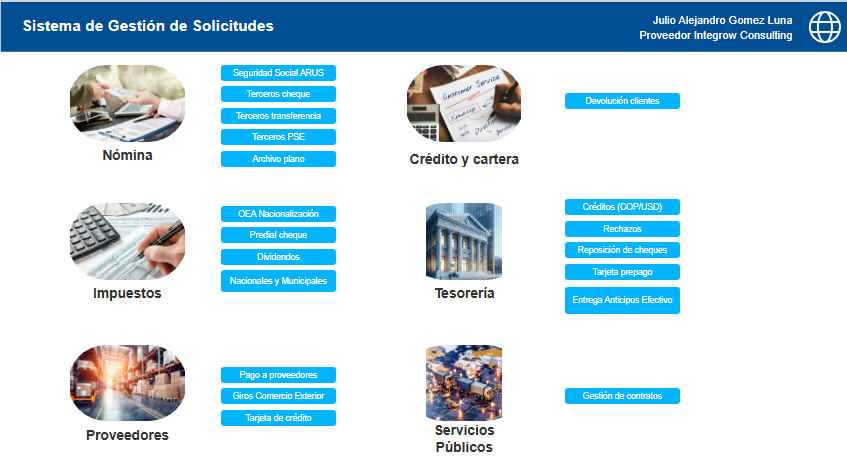 Sistema de Gestión de Solicitudes
Julio Alejandro Gomez Luna
Proveedor Integrow Consulting
Seguridad Social ARUS
Terceros cheque
Terceros transferencia
Terceros PSE
Archivo plano
Nómina
Customer Service
Devolución clientes
Crédito y cartera
OEA Nacionalización
Predial cheque
Dividendos
Nacionales y Municipales
Impuestos
Créditos (COP/USD)
Rechazos
Reposición de cheques
Tarjeta prepago
Entrega Anticipos Efectivo
Tesorería
Pago a proveedores
Giros Comercio Exterior
Tarjeta de crédito
Proveedores
Gestión de contratos
Servicios
Públicos